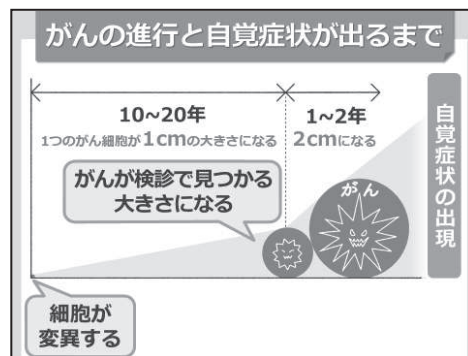 がんの進行と自覚症状が出るまで
10~20年
1つのがん細胞が1cmの大きさになる
1~2年
2cmになる
がんが検診で見つかる
大きさになる
がん
自覚症状の出現
細胞が
変異する